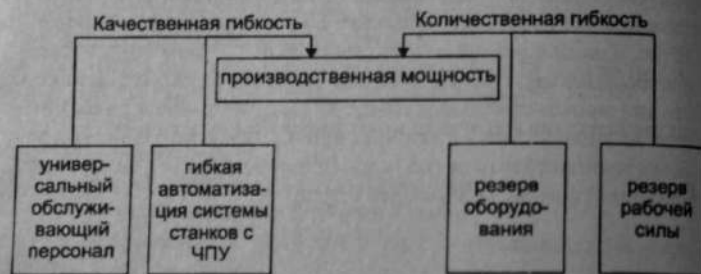 Качественная гибкость
Количественная гибкость
производственная мощность
универ-
сальный
обслужи-
вающий
персонал
гибкая
автоматиза-
ция системы
станков с
ЧПУ
резерв
оборудо-
вания
резерв
рабочей
силы